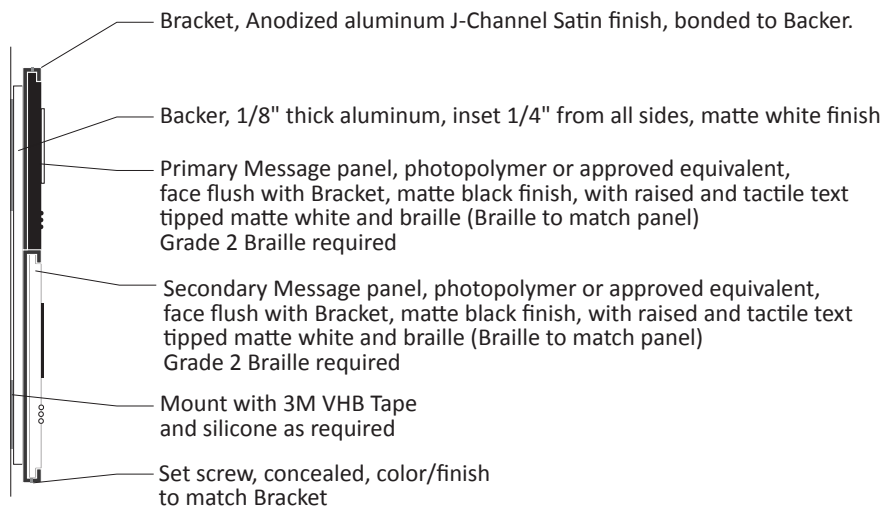 Bracket, Anodized aluminum J-Channel Satin finish, bonded to Backer.
Backer, 1/8" thick aluminum, inset 1/4" from all sides, matte white finish
Primary Message panel, photopolymer or approved equivalent,
face flush with Bracket, matte black finish, with raised and tactile text
tipped matte white and braille (Braille to match panel)
Grade 2 Braille required
Secondary Message panel, photopolymer or approved equivalent,
face flush with Bracket, matte black finish, with raised and tactile text
tipped matte white and braille (Braille to match panel)
Grade 2 Braille required
Mount with 3M VHB Tape
and silicone as required
Set screw, concealed, color/finish
to match Bracket